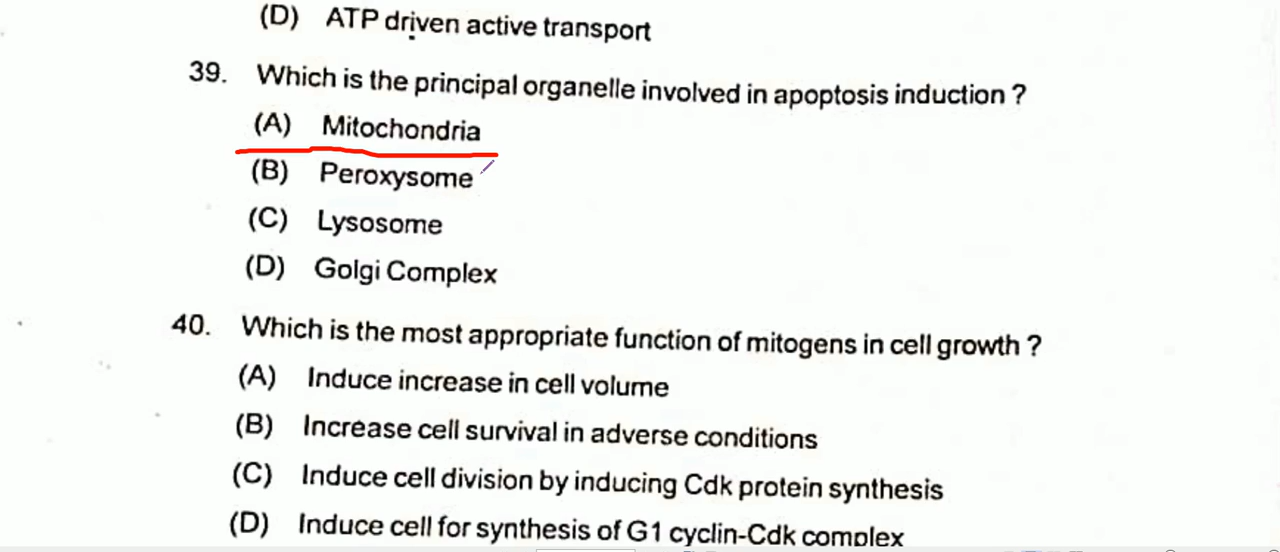 (D) ATP driven active transport
39. Which is the principal organelle involved in apoptosis induction ?
(A) Mitochondria
(B) Peroxysome
(C) Lysosome
(D) Golgi Complex
40. Which is the most appropriate function of mitogens in cell growth ?
(A) Induce increase in cell volume
(B) Increase cell survival in adverse conditions
(C) Induce cell division by inducing Cdk protein synthesis
(D) Induce cell for synthesis of G1 cyclin-Cdk complex